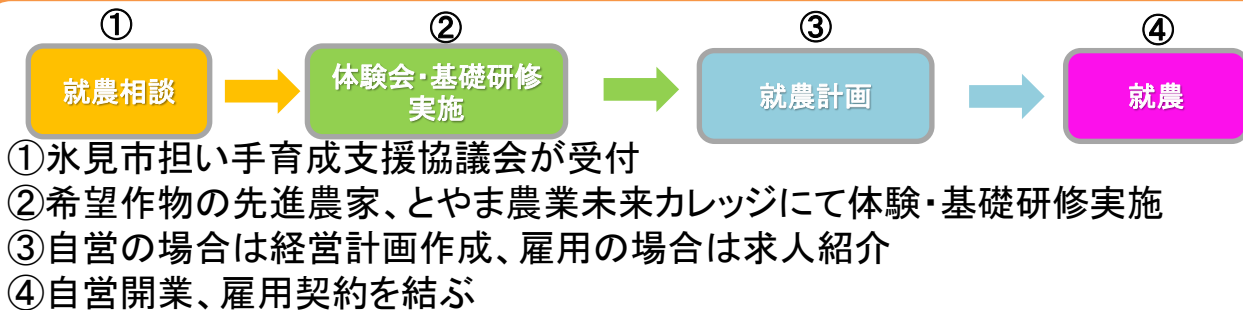 ① ② ③ ④
就農相談
体験会・基礎研修
実施
就農計画
就農
①氷見市担い手育成支援協議会が受付
②希望作物の先進農家、とやま農業未来カレッジにて体験・基礎研修実施
③自営の場合は経営計画作成、雇用の場合は求人紹介
④自営開業、雇用契約を結ぶ